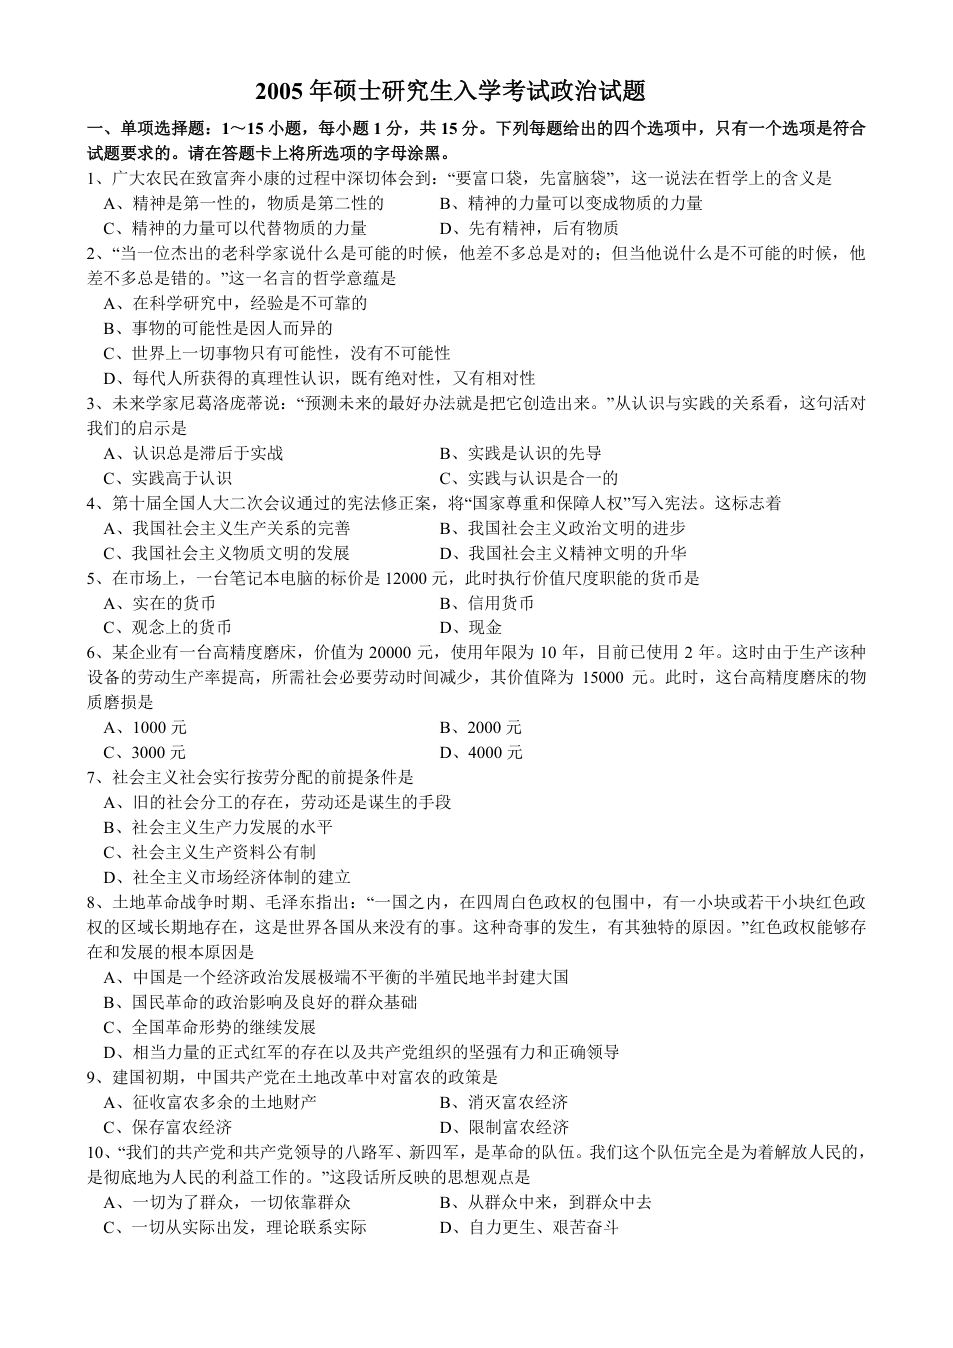 2005 年硕士研究生入学考试政治试题
一、单项选择题：1～15 小题，每小题 1 分，共 15 分。下列每题给出的四个选项中，只有一个选项是符合
试题要求的。请在答题卡上将所选项的字母涂黑。
1、广大农民在致富奔小康的过程中深切体会到：“要富口袋，先富脑袋”，这一说法在哲学上的含义是
A、精神是第一性的，物质是第二性的 B、精神的力量可以变成物质的力量
C、精神的力量可以代替物质的力量 D、先有精神，后有物质
2、“当一位杰出的老科学家说什么是可能的时候，他差不多总是对的；但当他说什么是不可能的时候，他
差不多总是错的。”这一名言的哲学意蕴是
A、在科学研究中，经验是不可靠的
B、事物的可能性是因人而异的
C、世界上一切事物只有可能性，没有不可能性
D、每代人所获得的真理性认识，既有绝对性，又有相对性
3、未来学家尼葛洛庞蒂说：“预测未来的最好办法就是把它创造出来。”从认识与实践的关系看，这句活对
我们的启示是
A、认识总是滞后于实战 B、实践是认识的先导
C、实践高于认识 C、实践与认识是合一的
4、第十届全国人大二次会议通过的宪法修正案，将“国家尊重和保障人权”写入宪法。这标志着
A、我国社会主义生产关系的完善 B、我国社会主义政治文明的进步
C、我国社会主义物质文明的发展 D、我国社会主义精神文明的升华
5、在市场上，一台笔记本电脑的标价是 12000 元，此时执行价值尺度职能的货币是
A、实在的货币 B、信用货币
C、观念上的货币 D、现金
6、某企业有一台高精度磨床，价值为 20000 元，使用年限为 10 年，目前已使用 2 年。这时由于生产该种
设备的劳动生产率提高，所需社会必要劳动时间减少，其价值降为 15000 元。此时，这台高精度磨床的物
质磨损是
A、1000 元 B、2000 元
C、3000 元 D、4000 元
7、社会主义社会实行按劳分配的前提条件是
A、旧的社会分工的存在，劳动还是谋生的手段
B、社会主义生产力发展的水平
C、社会主义生产资料公有制
D、社全主义市场经济体制的建立
8、土地革命战争时期、毛泽东指出：“一国之内，在四周白色政权的包围中，有一小块或若干小块红色政
权的区域长期地存在，这是世界各国从来没有的事。这种奇事的发生，有其独特的原因。”红色政权能够存
在和发展的根本原因是
A、中国是一个经济政治发展极端不平衡的半殖民地半封建大国
B、国民革命的政治影响及良好的群众基础
C、全国革命形势的继续发展
D、相当力量的正式红军的存在以及共产党组织的坚强有力和正确领导
9、建国初期，中国共产党在土地改革中对富农的政策是
A、征收富农多余的土地财产 B、消灭富农经济
C、保存富农经济 D、限制富农经济
10、“我们的共产党和共产党领导的八路军、新四军，是革命的队伍。我们这个队伍完全是为着解放人民的，
是彻底地为人民的利益工作的。”这段话所反映的思想观点是
A、一切为了群众，一切依靠群众 B、从群众中来，到群众中去
C、一切从实际出发，理论联系实际 D、自力更生、艰苦奋斗